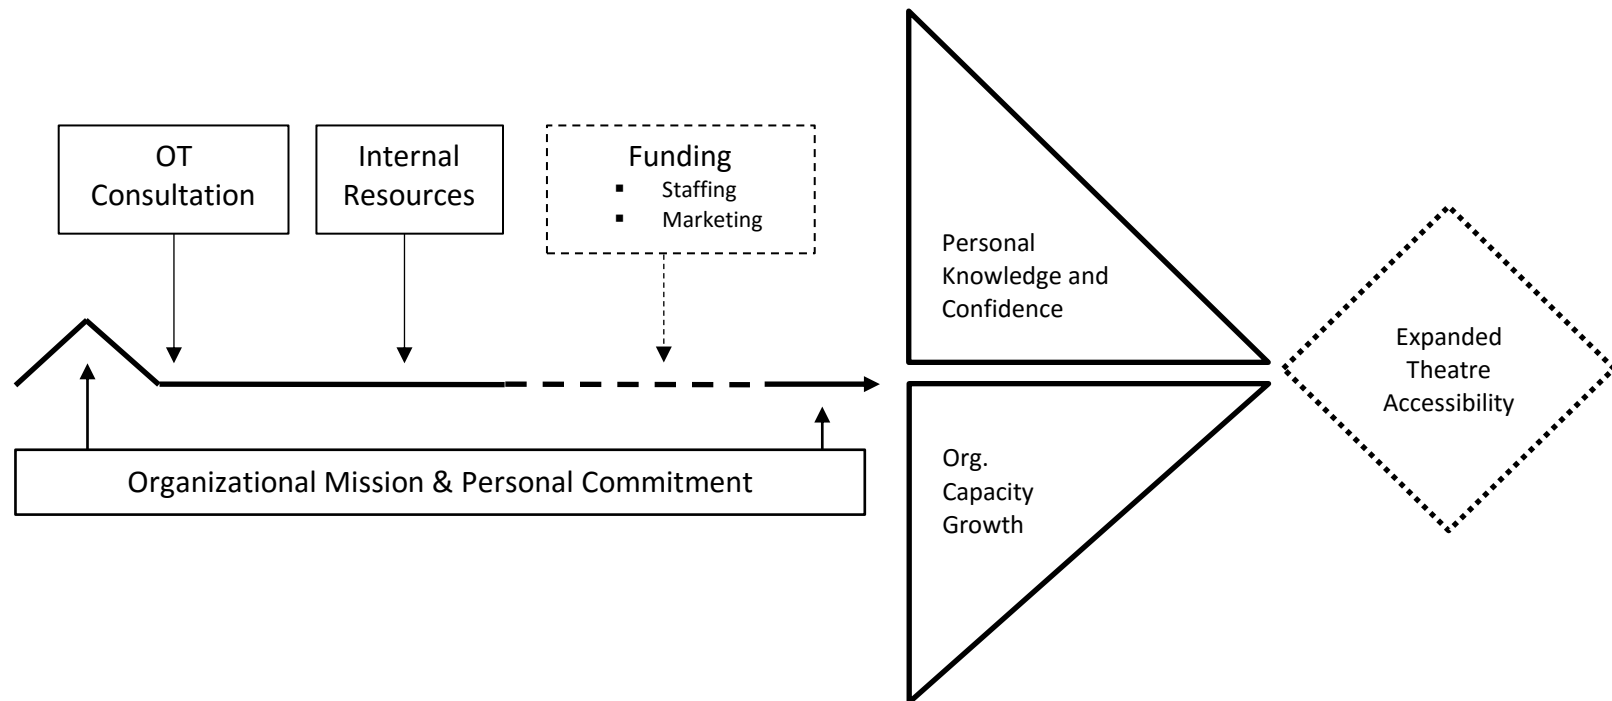 OT
Consultation
Internal
Resources
Funding
▪ Staffing
▪ Marketing
Organizational Mission & Personal Commitment
Personal
Knowledge and
Confidence
Org.
Capacity
Growth
Expanded
Theatre
Accessibility